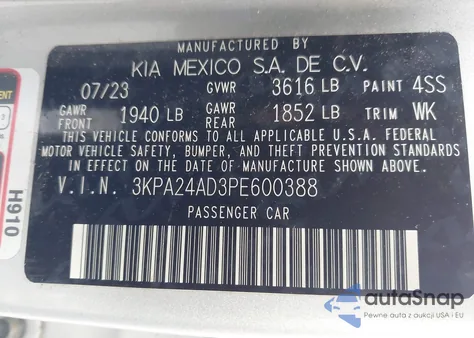 MANUFACTURED BY
KIA MEXICO S.A. DE C.V.
07/23 GVWR 3616 LB PAINT 4SS
GAWR FRONT 1940 LB GAWR REAR 1852 LB TRIM WK
THIS VEHICLE CONFORMS TO ALL APPLICABLE U.S.A. FEDERAL
MOTOR VEHICLE SAFETY, BUMPER, AND THEFT PREVENTION STANDARDS
IN EFFECT ON THE DATE OF MANUFACTURE SHOWN ABOVE.
V.I.N. 3KPA24AD3PE600388
PASSENGER CAR
H910
autaSnap
Pewne auta z aukcji USA i EU